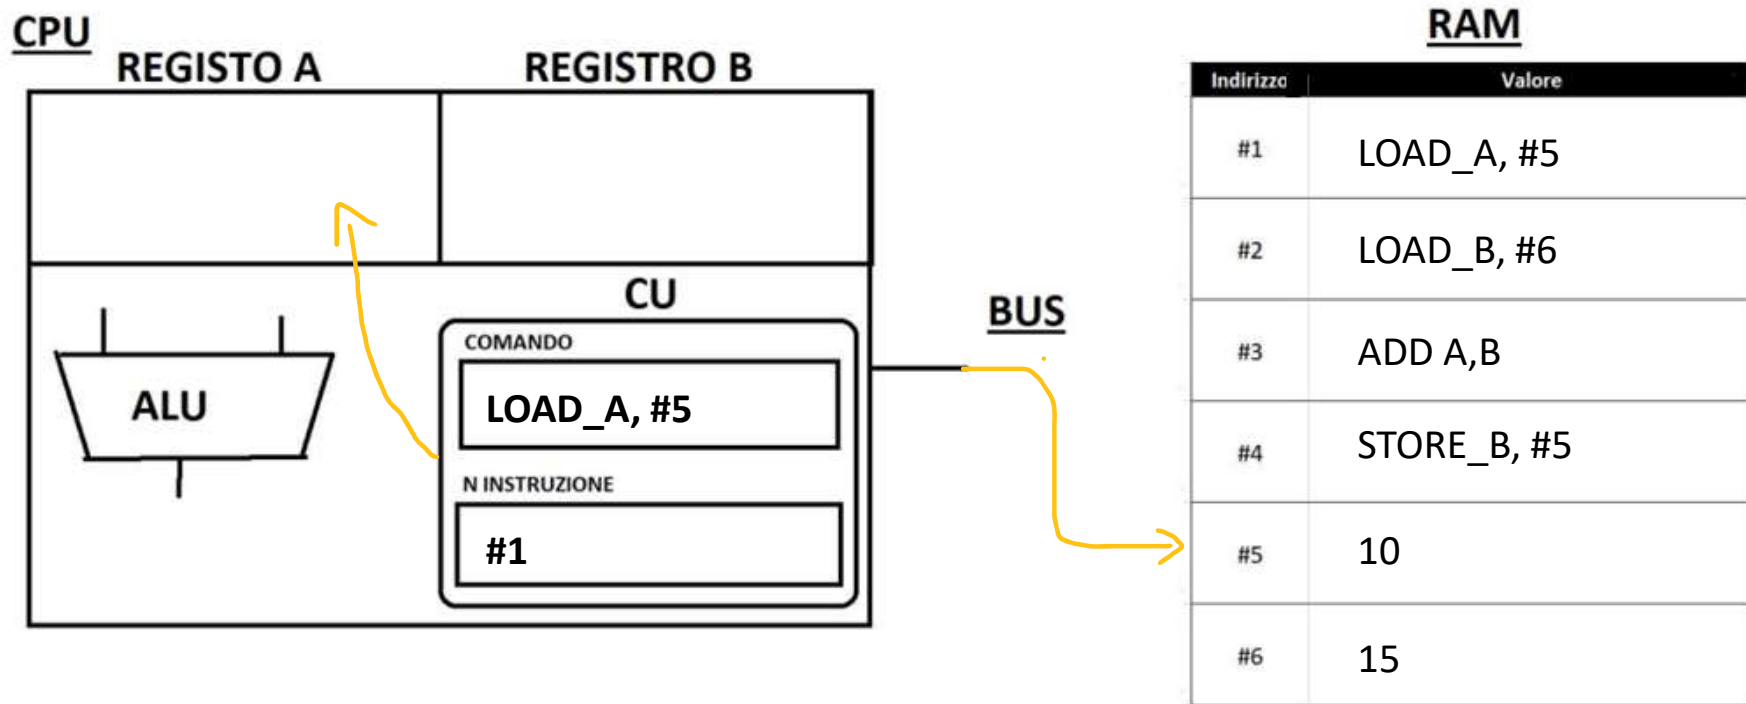 CPU
REGISTO A
REGISTRO B
ALU
CU
COMANDO
LOAD_A, #5
N INSTRUZIONE
#1
BUS
RAM
Indirizzo Valore
#1 LOAD_A, #5
#2 LOAD_B, #6
#3 ADD A,B
#4 STORE_B, #5
#5 10
#6 15